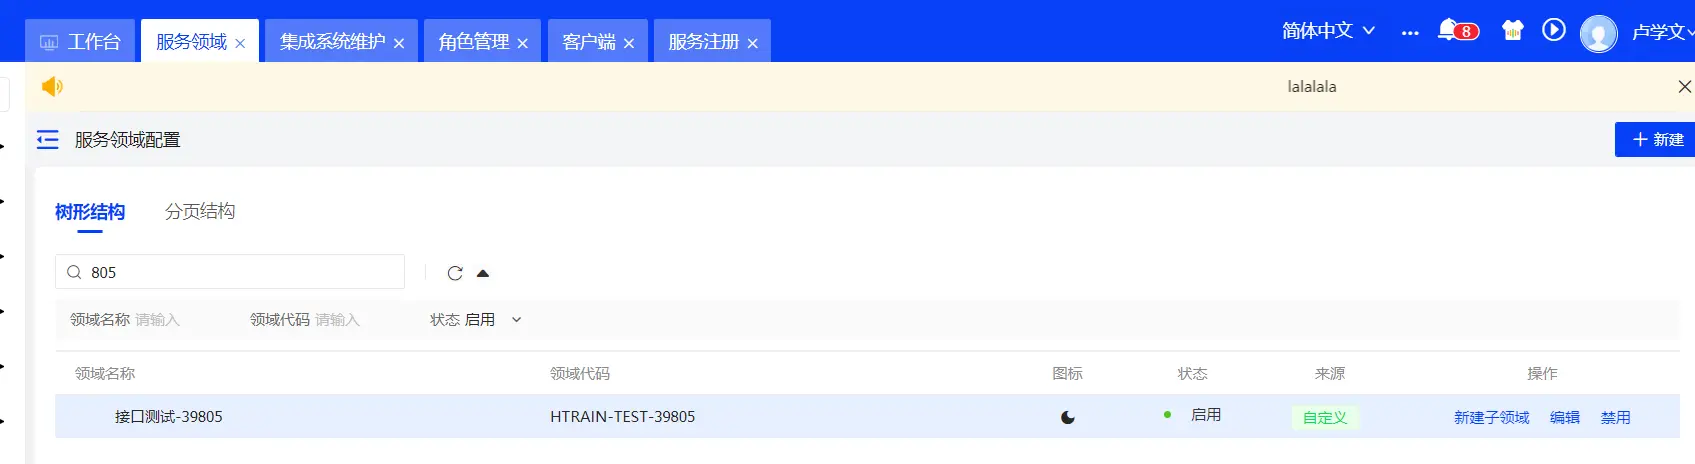 工作台 服务领域 × 集成系统维护 × 角色管理 × 客户端 × 服务注册 × 简体中文 ... 8 卢学文
lalalala ×
服务领域配置 + 新建
树形结构 分页结构
805
领域名称 请输入 领域代码 请输入 状态 启用
领域名称 领域代码 图标 状态 来源 操作
接口测试-39805 HTRAIN-TEST-39805 启用 自定义 新建子领域 编辑 禁用